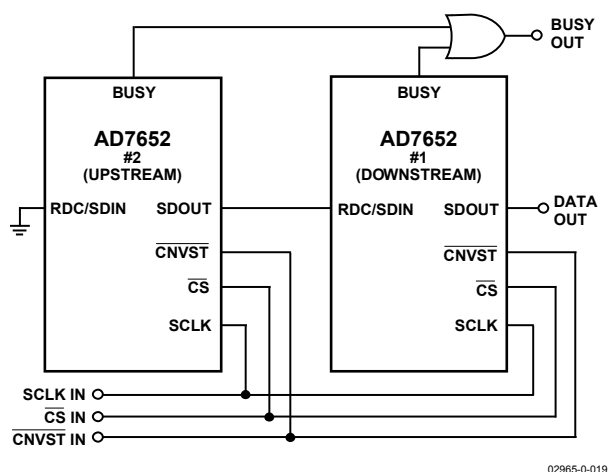 BUSY
OUT
BUSY
BUSY
AD7652
#2
(UPSTREAM)
AD7652
#1
(DOWNSTREAM)
RDC/SDIN SDOUT
RDC/SDIN SDOUT
DATA
OUT
CNVST
CNVST
CS
CS
SCLK
SCLK
SCLK IN
CS IN
CNVST IN
02965-0-019